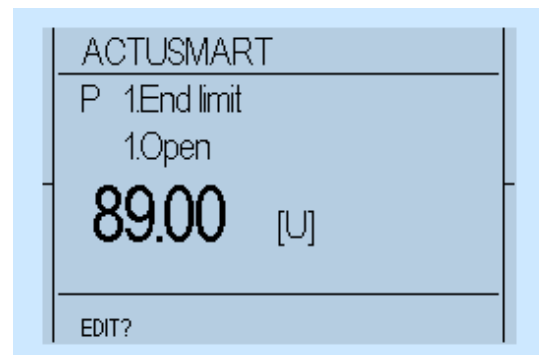 ACTUSMART
P 1.End limit
1.Open
89.00 [U]
EDIT?